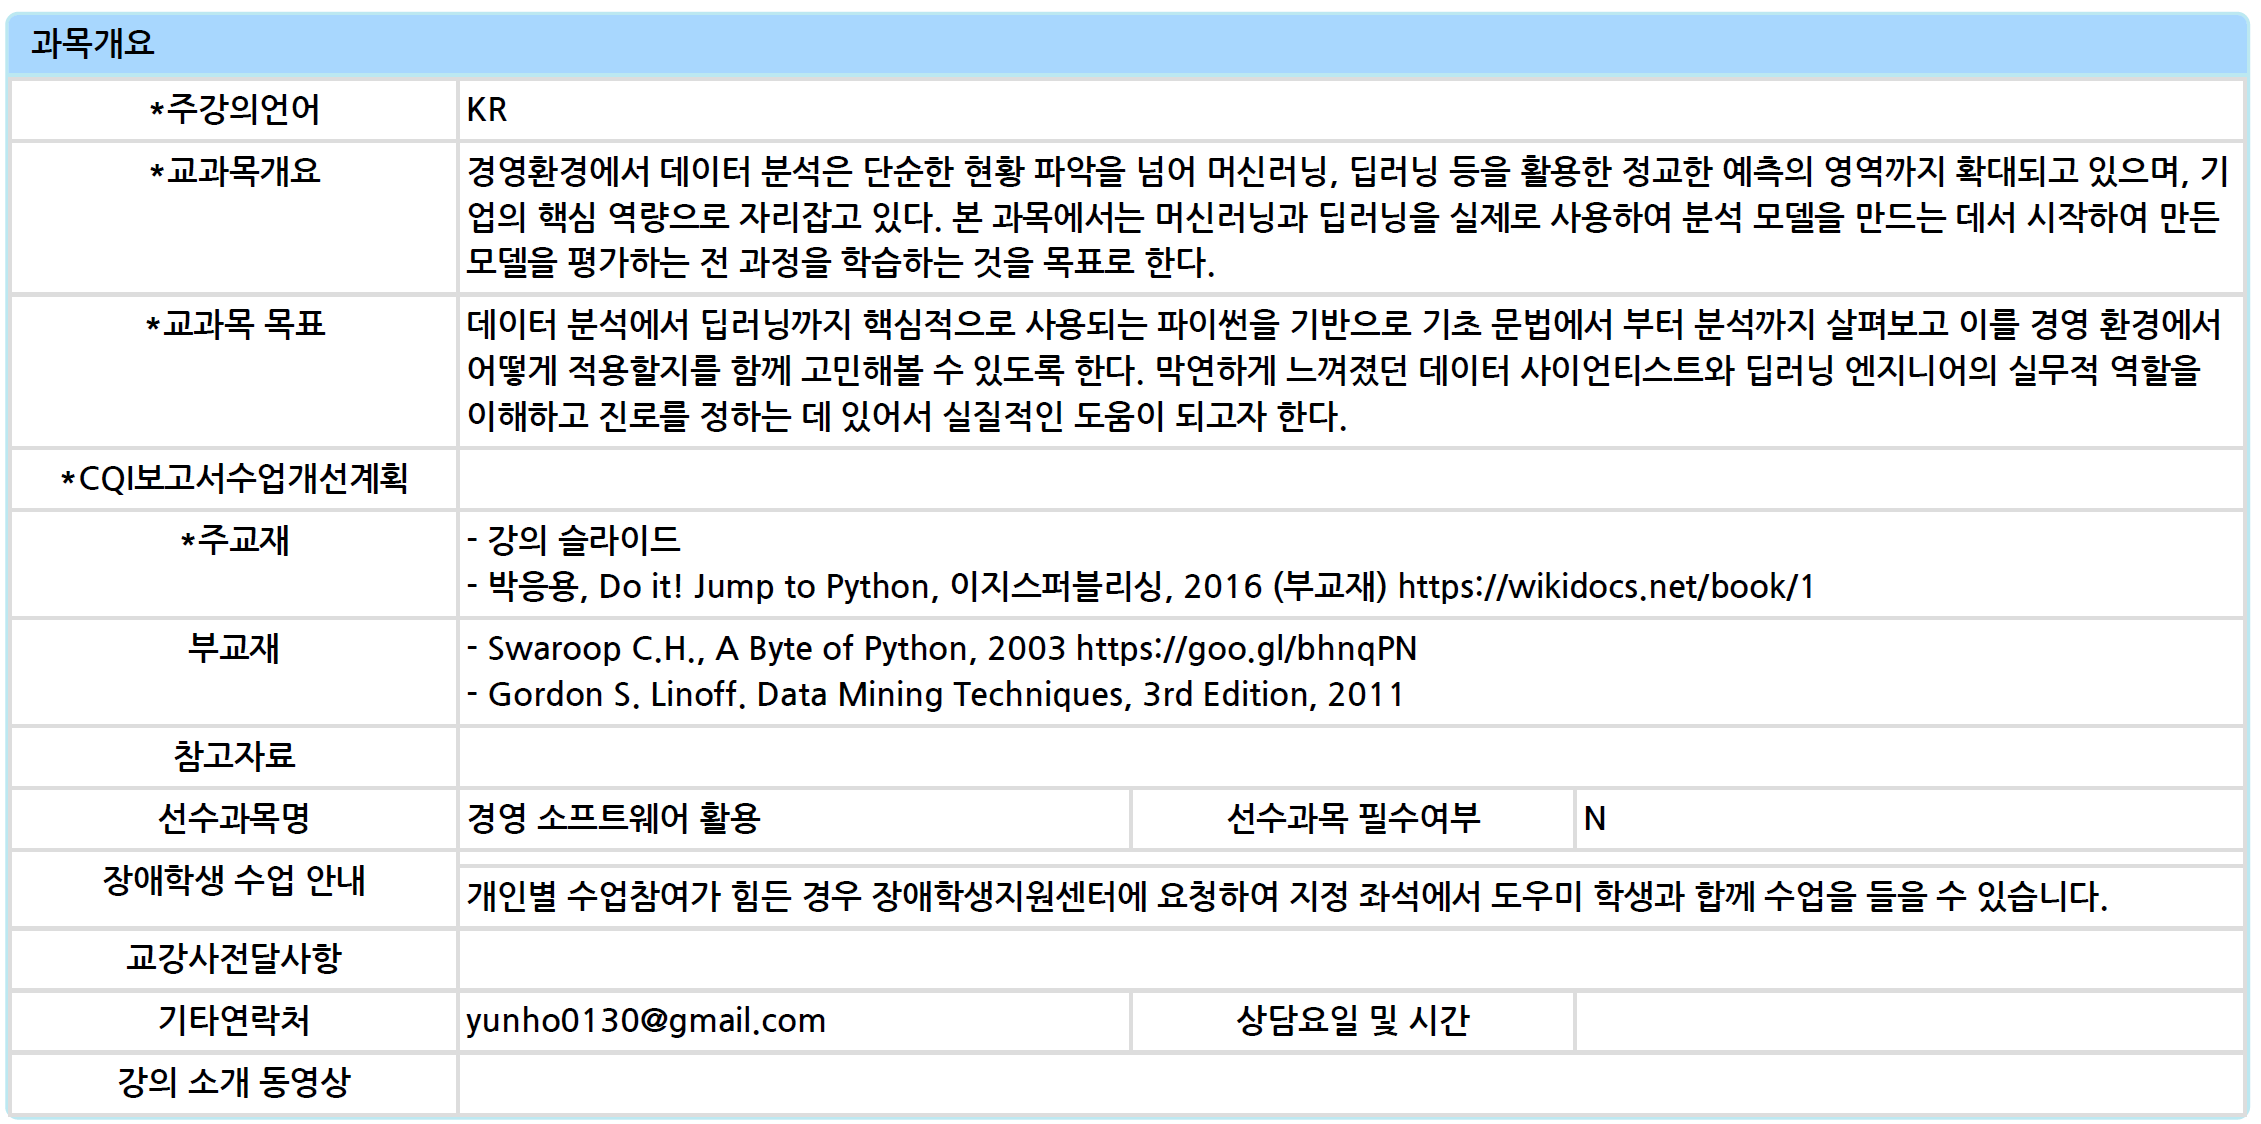 과목개요
*주강의언어 KR
*교과목개요 경영환경에서 데이터 분석은 단순한 현황 파악을 넘어 머신러닝, 딥러닝 등을 활용한 정교한 예측의 영역까지 확대되고 있으며, 기
업의 핵심 역량으로 자리잡고 있다. 본 과목에서는 머신러닝과 딥러닝을 실제로 사용하여 분석 모델을 만드는 데서 시작하여 만든
모델을 평가하는 전 과정을 학습하는 것을 목표로 한다.
*교과목 목표 데이터 분석에서 딥러닝까지 핵심적으로 사용되는 파이썬을 기반으로 기초 문법에서 부터 분석까지 살펴보고 이를 경영 환경에서
어떻게 적용할지를 함께 고민해볼 수 있도록 한다. 막연하게 느껴졌던 데이터 사이언티스트와 딥러닝 엔지니어의 실무적 역할을
이해하고 진로를 정하는 데 있어서 실질적인 도움이 되고자 한다.
*CQI보고서수업개선계획
*주교재 - 강의 슬라이드
- 박응용, Do it! Jump to Python, 이지스퍼블리싱, 2016 (부교재) https://wikidocs.net/book/1
부교재 - Swaroop C.H., A Byte of Python, 2003 https://goo.gl/bhnqPN
- Gordon S. Linoff. Data Mining Techniques, 3rd Edition, 2011
참고자료
선수과목명 경영 소프트웨어 활용 선수과목 필수여부 N
장애학생 수업 안내 개인별 수업참여가 힘든 경우 장애학생지원센터에 요청하여 지정 좌석에서 도우미 학생과 함께 수업을 들을 수 있습니다.
교강사전달사항
기타연락처 yunho0130@gmail.com 상담요일 및 시간
강의 소개 동영상